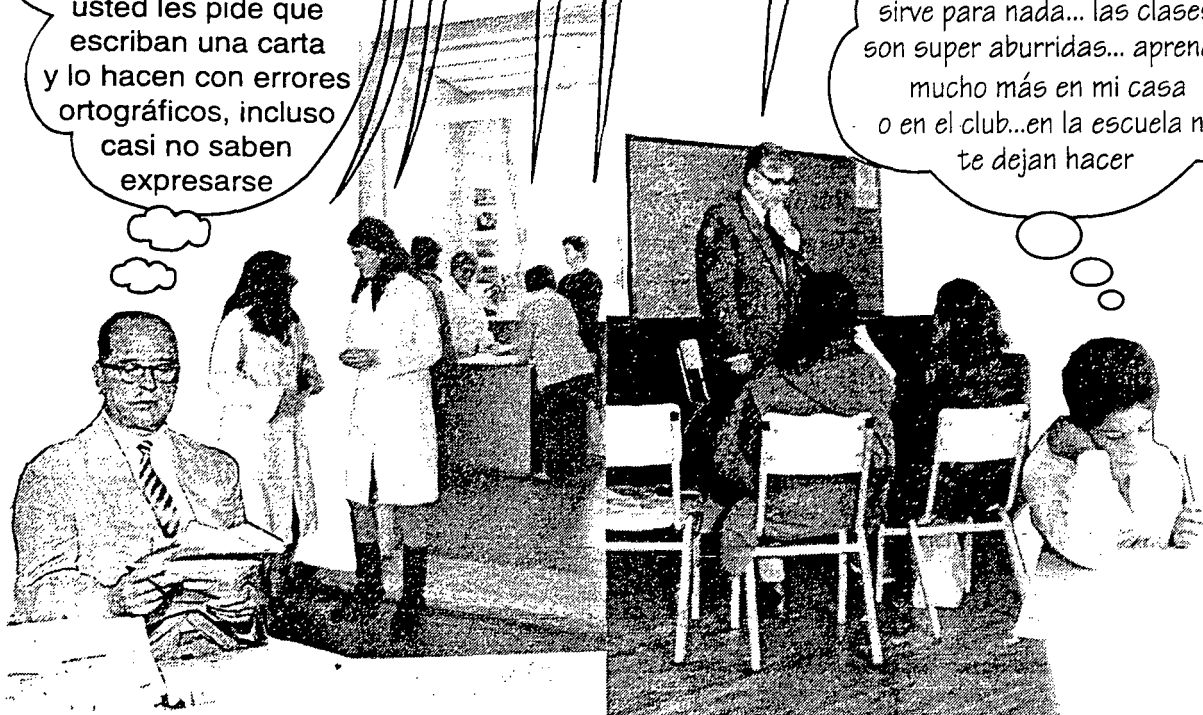 usted les pide que
escriban una carta
y lo hacen con errores
ortográficos, incluso
casi no saben
expresarse
sirve para nada... las clases
son super aburridas... aprend
mucho más en mi casa
o en el club...en la escuela n
te dejan hacer